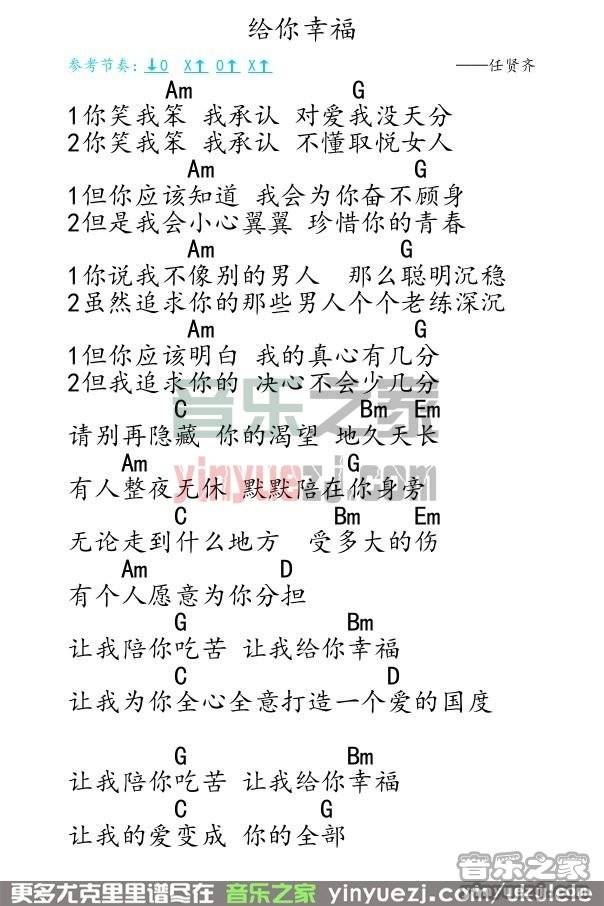 给你幸福
参考节奏:↓O X↑ O↑ X↑ ——任贤齐
Am G
1你笑我笨 我承认 对爱我没天分
2你笑我笨 我承认 不懂取悦女人
Am G
1但你应该知道 我会为你奋不顾身
2但是我会小心翼翼 珍惜你的青春
Am G
1你说我不像别的男人 那么聪明沉稳
2虽然追求你的那些男人个个老练深沉
Am G
1但你应该明白 我的真心有几分
2但我追求你的 决心不会少几分
音乐之家
C Bm Em
请别再隐藏 你的渴望 地久天长
yinyuezj.com
Am G
有人整夜无休 默默陪在你身旁
C Bm Em
无论走到什么地方 受多大的伤
Am D
有个人愿意为你分担
G Bm
让我陪你吃苦 让我给你幸福
C D
让我为你全心全意打造一个爱的国度
G Bm
让我陪你吃苦 让我给你幸福
C G
让我的爱变成 你的全部
音乐之家
yinyuezj.com
更多尤克里里谱尽在 音乐之家 yinyuezj.com/ukulele